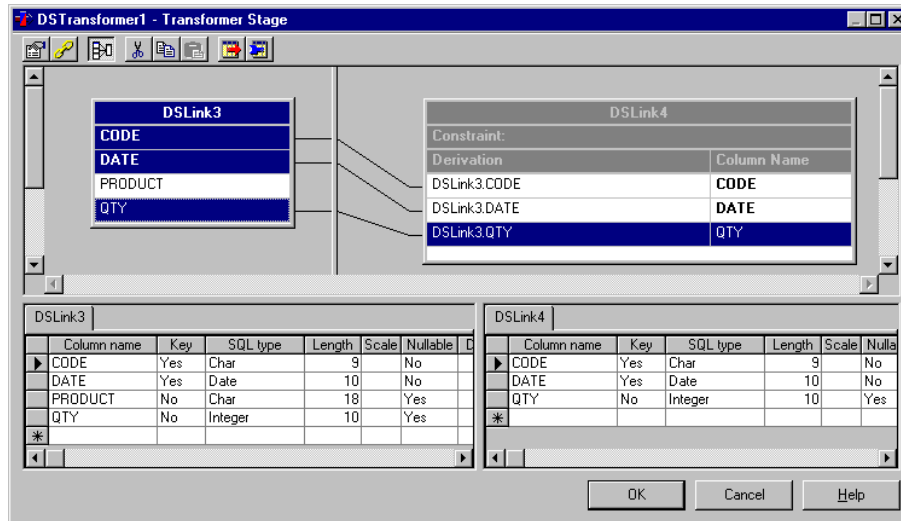 DSTransformer1 - Transformer Stage
DSLink3
CODE
DATE
PRODUCT
QTY
DSLink4
Constraint:
Derivation Column Name
DSLink3.CODE CODE
DSLink3.DATE DATE
DSLink3.QTY QTY
DSLink3
Column name Key SQL type Length Scale Nullable D
CODE Yes Char 9 No
DATE Yes Date 10 No
PRODUCT No Char 18 Yes
QTY No Integer 10 Yes
DSLink4
Column name Key SQL type Length Scale Nulla
CODE Yes Char 9 No
DATE Yes Date 10 No
QTY No Integer 10 Yes
OK Cancel Help